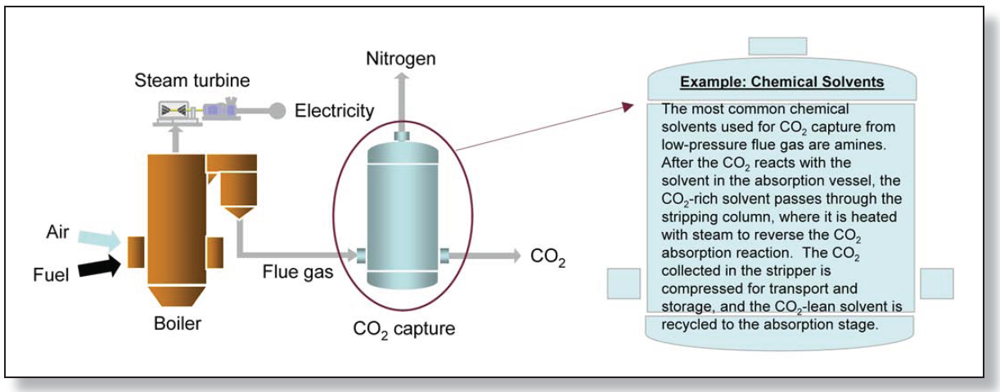 Nitrogen
Steam turbine
Electricity
Air
Fuel
Flue gas
CO₂
Boiler
CO₂ capture
Example: Chemical Solvents
The most common chemical
solvents used for CO₂ capture from
low-pressure flue gas are amines.
After the CO₂ reacts with the
solvent in the absorption vessel, the
CO₂-rich solvent passes through the
stripping column, where it is heated
with steam to reverse the CO₂
absorption reaction.  The CO₂
collected in the stripper is
compressed for transport and
storage, and the CO₂-lean solvent is
recycled to the absorption stage.